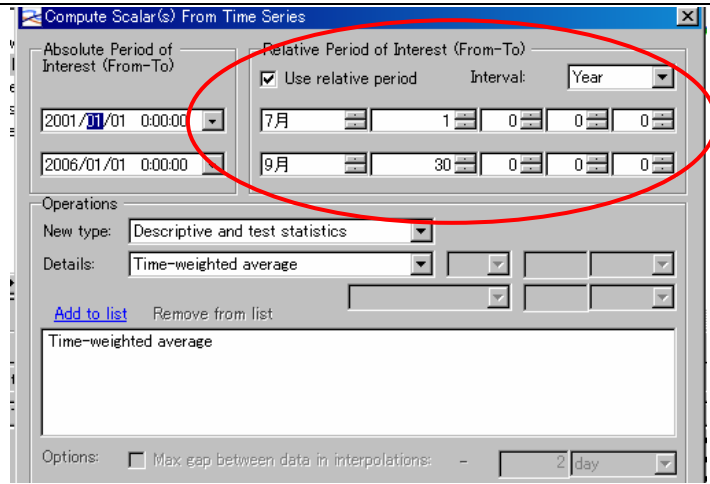 Compute Scalar(s) From Time Series
Absolute Period of
Interest (From-To)
Relative Period of Interest (From-To)
Use relative period Interval: Year
2001/01/01 0:00:00
7月 1 0 0 0
2006/01/01 0:00:00
9月 30 0 0 0
Operations
New type: Descriptive and test statistics
Details: Time-weighted average
Add to list Remove from list
Time-weighted average
Options: Max gap between data in interpolations: - 2 day